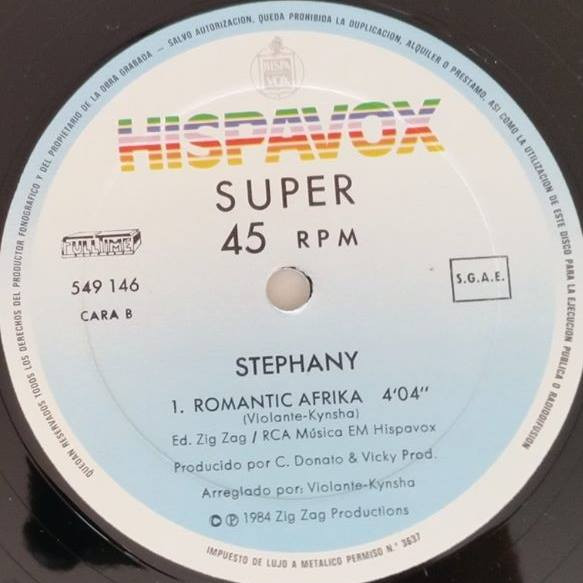 QUEDAN RESERVADOS TODOS LOS DERECHOS DEL PRODUCTOR FONOGRAFICO Y DEL PROPIETARIO DE LA OBRA GRABADA – SALVO AUTORIZACION, QUEDA PROHIBIDA LA DUPLICACION, ALQUILER O PRESTAMO, ASI COMO LA UTILIZACION DE ESTE DISCO PARA LA EJECUCION PUBLICA O RADIODIFUSION
HISPA
VOX
HISPAVOX
SUPER
45 RPM
FULLTIME
549 146
CARA B
S.G.A.E.
STEPHANY
1. ROMANTIC AFRIKA 4'04"
(Violante-Kynsha)
Ed. Zig Zag / RCA Música EM Hispavox
Producido por C. Donato & Vicky Prod.
Arreglado por: Violante-Kynsha
© ℗ 1984 Zig Zag Productions
IMPUESTO DE LUJO A METALICO PERMISO N.º 3637